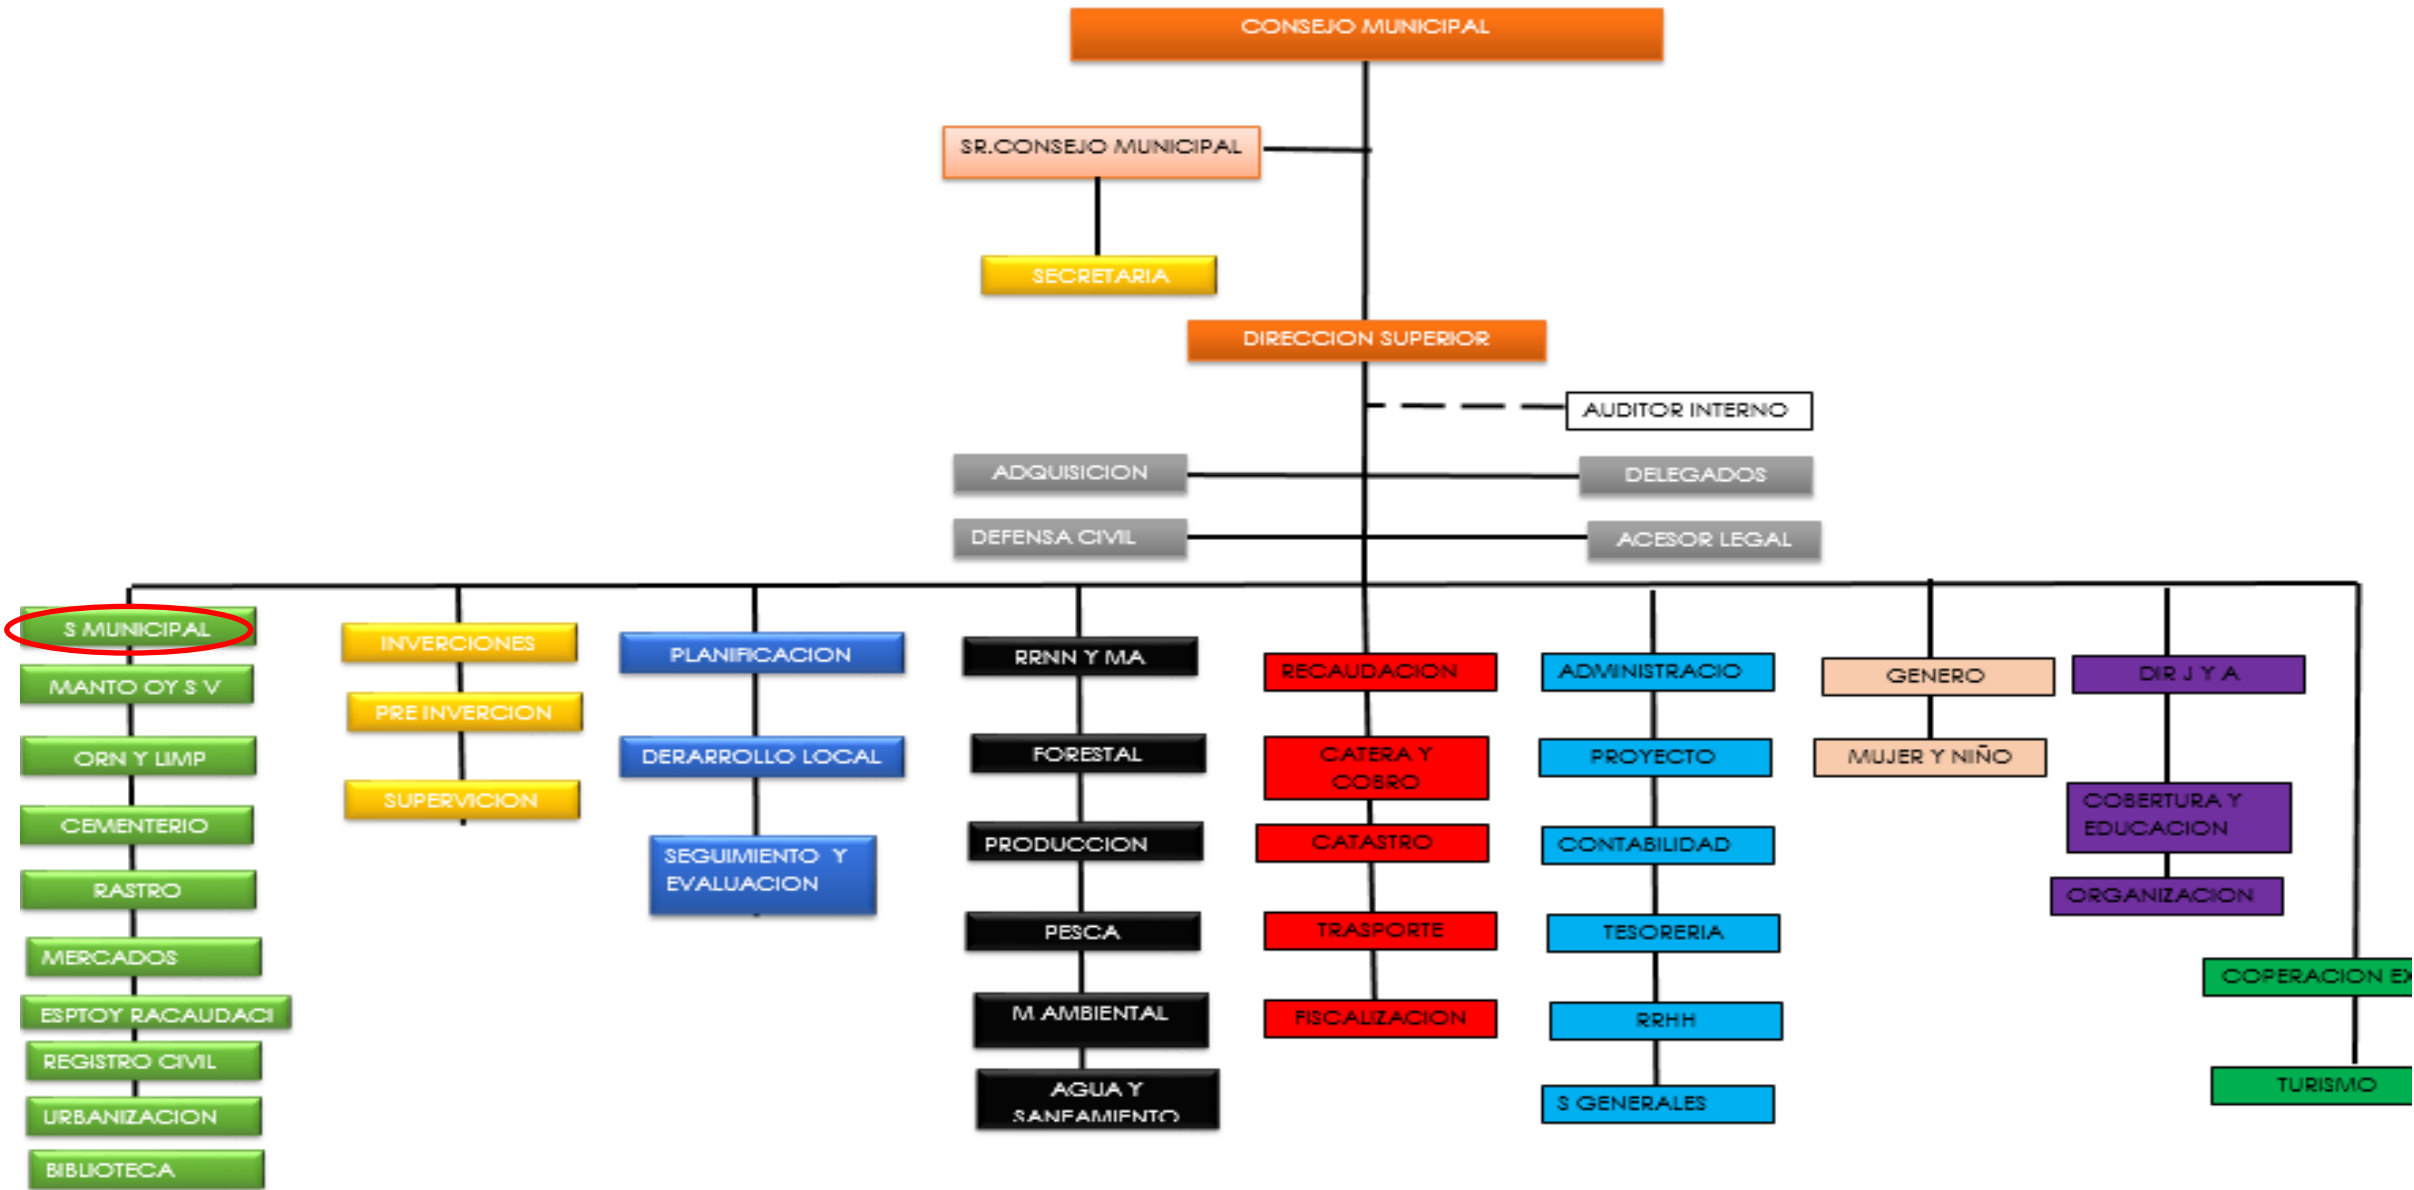 CONSEJO MUNICIPAL
SR.CONSEJO MUNICIPAL
SECRETARIA
DIRECCION SUPERIOR
AUDITOR INTERNO
ADQUISICION
DELEGADOS
DEFENSA CIVIL
ACESOR LEGAL
S MUNICIPAL
MANTO OY S V
ORN Y LIMP
CEMENTERIO
RASTRO
MERCADOS
ESPTOY RACAUDACI
REGISTRO CIVIL
URBANIZACION
BIBLIOTECA
INVERCIONES
PRE INVERCION
SUPERVICION
PLANIFICACION
DERARROLLO LOCAL
SEGUIMIENTO Y
EVALUACION
RRNN Y MA
FORESTAL
PRODUCCION
PESCA
M AMBIENTAL
AGUA Y
SANEAMIENTO
RECAUDACION
CATERA Y
COBRO
CATASTRO
TRASPORTE
FISCALIZACION
ADMINISTRACIO
PROYECTO
CONTABILIDAD
TESORERIA
RRHH
S GENERALES
GENERO
MUJER Y NIÑO
DIR J Y A
COBERTURA Y
EDUCACION
ORGANIZACION
COPERACION EX
TURISMO